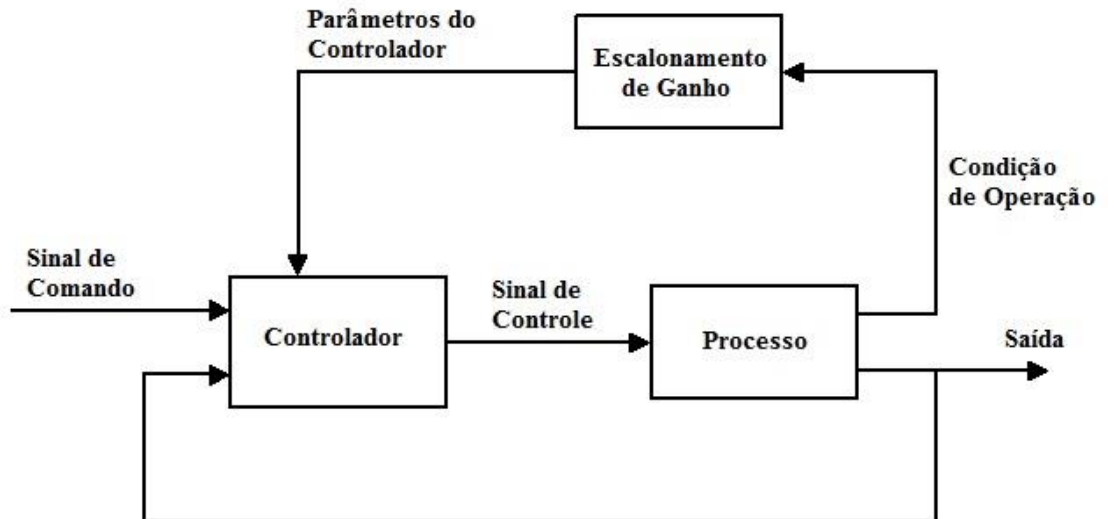 Parâmetros do
Controlador
Escalonamento
de Ganho
Condição
de Operação
Sinal de
Comando
Controlador
Sinal de
Controle
Processo
Saída